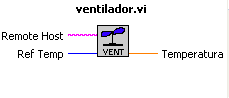 ventilador.vi
Remote Host
Ref Temp
VENT
Temperatura